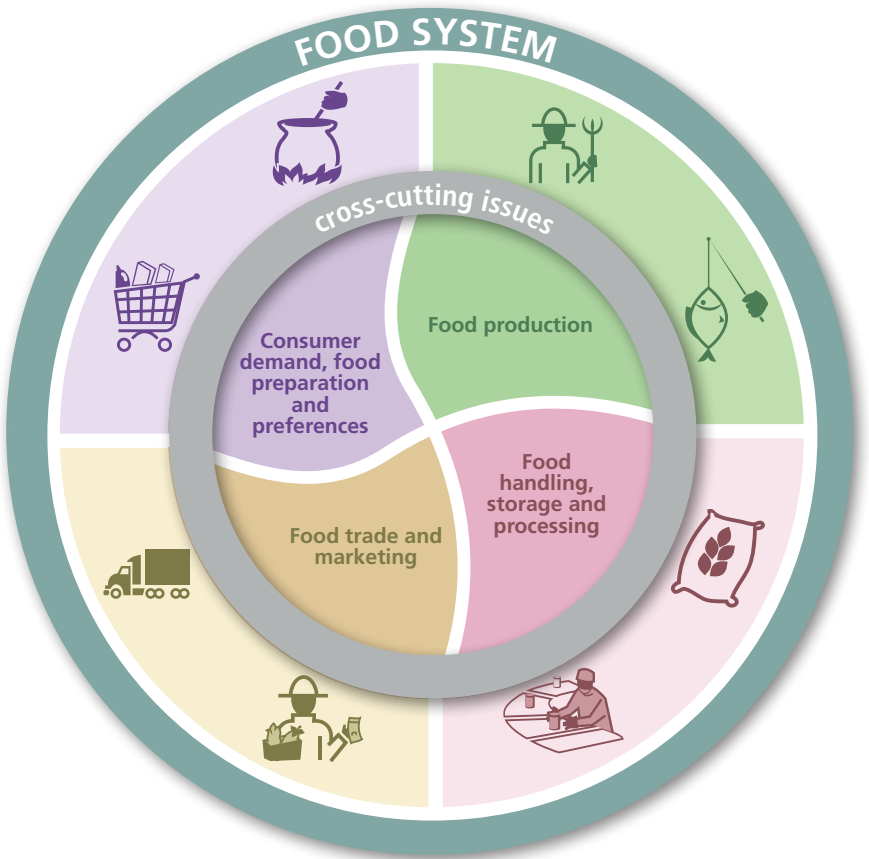 FOOD SYSTEM
cross-cutting issues
Consumer
demand, food
preparation
and
preferences
Food production
Food
handling,
storage and
processing
Food trade and
marketing